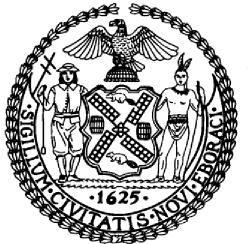 · SIGILLUM · CIVITATIS · NOVI · EBORACI ·
· 1625 ·